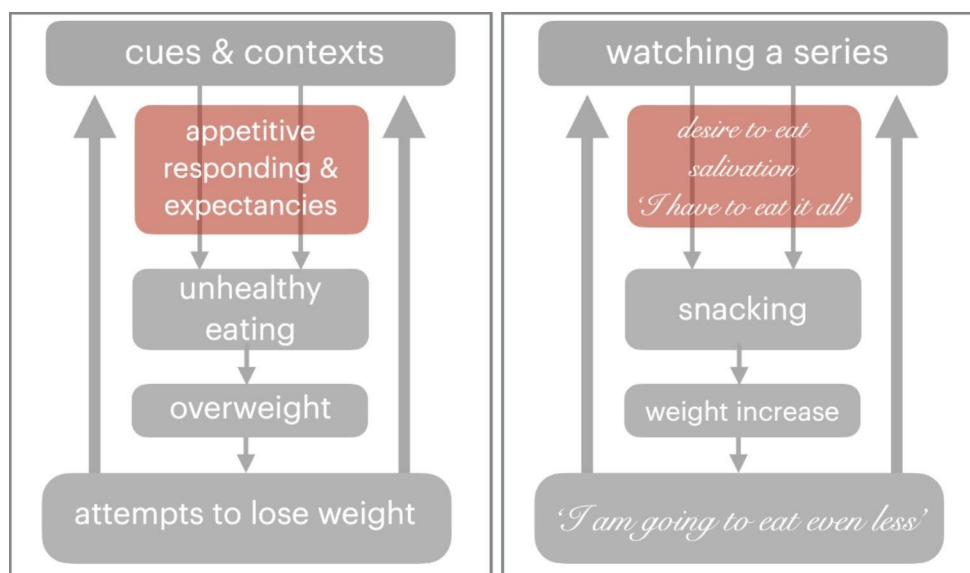 cues & contexts
appetitive
responding &
expectancies
unhealthy
eating
overweight
attempts to lose weight
watching a series
desire to eat
salivation
‘I have to eat it all’
snacking
weight increase
‘I am going to eat even less’